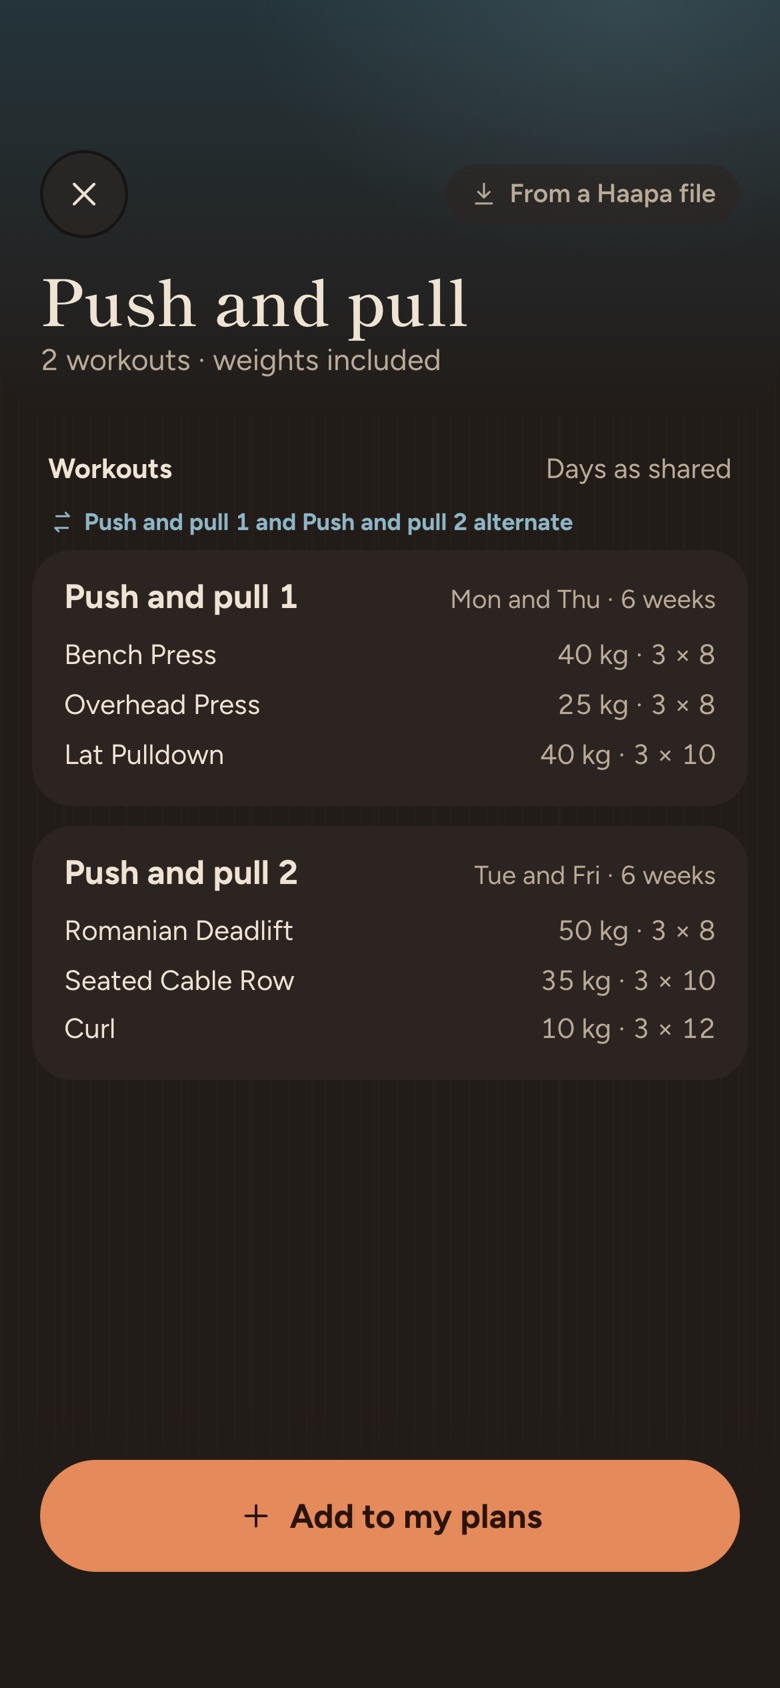 From a Haapa file
Push and pull
2 workouts · weights included
Workouts Days as shared
Push and pull 1 and Push and pull 2 alternate
Push and pull 1 Mon and Thu · 6 weeks
Bench Press 40 kg · 3 × 8
Overhead Press 25 kg · 3 × 8
Lat Pulldown 40 kg · 3 × 10
Push and pull 2 Tue and Fri · 6 weeks
Romanian Deadlift 50 kg · 3 × 8
Seated Cable Row 35 kg · 3 × 10
Curl 10 kg · 3 × 12
Add to my plans